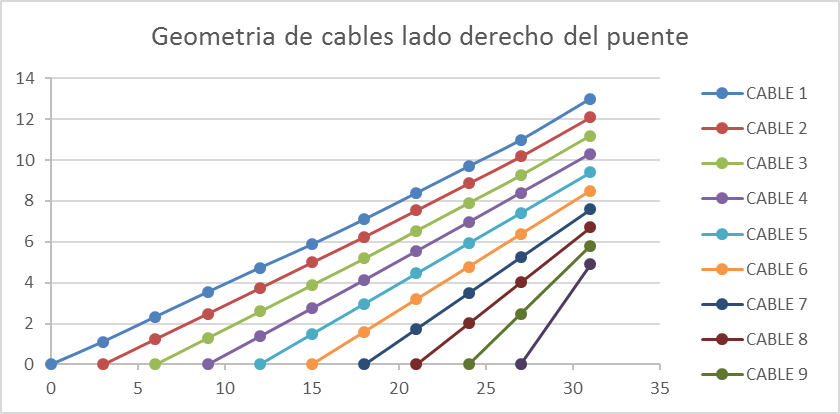 Geometria de cables lado derecho del puente
14
12
10
8
6
4
2
0
0 5 10 15 20 25 30 35
CABLE 1
CABLE 2
CABLE 3
CABLE 4
CABLE 5
CABLE 6
CABLE 7
CABLE 8
CABLE 9